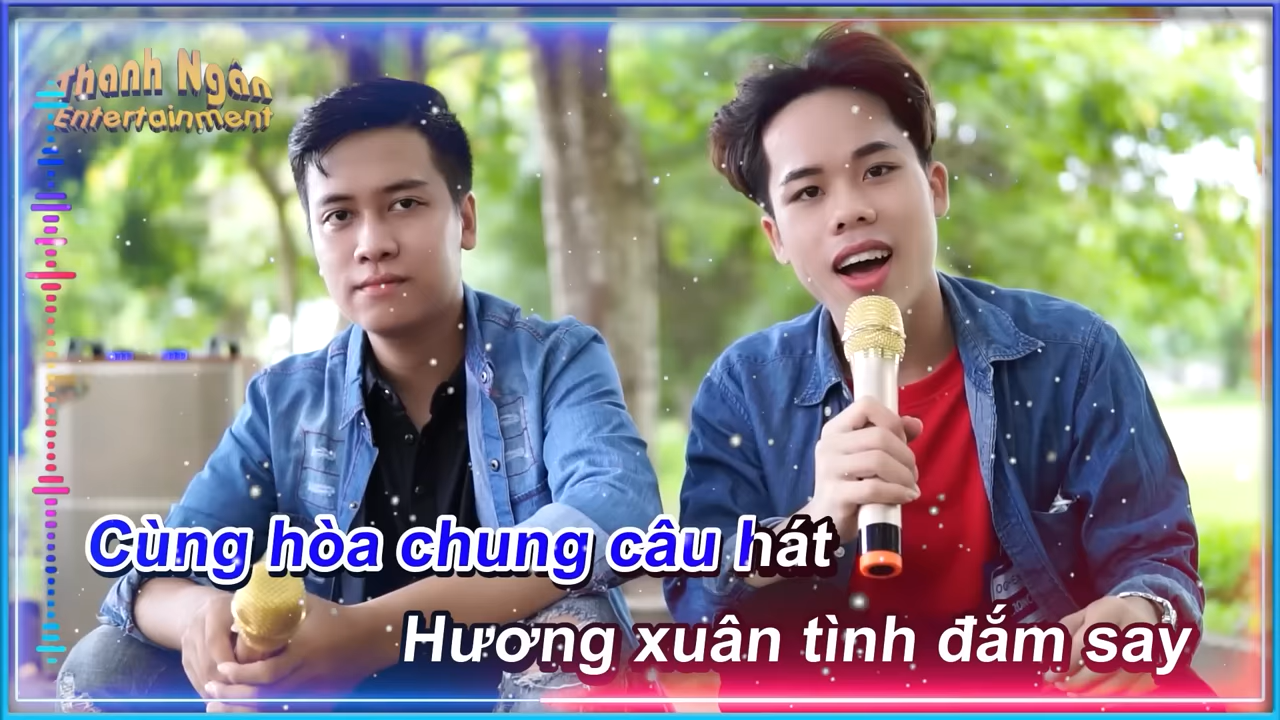 Thanh Ngân
Entertainment
Cùng hòa chung câu hát
Hương xuân tình đắm say